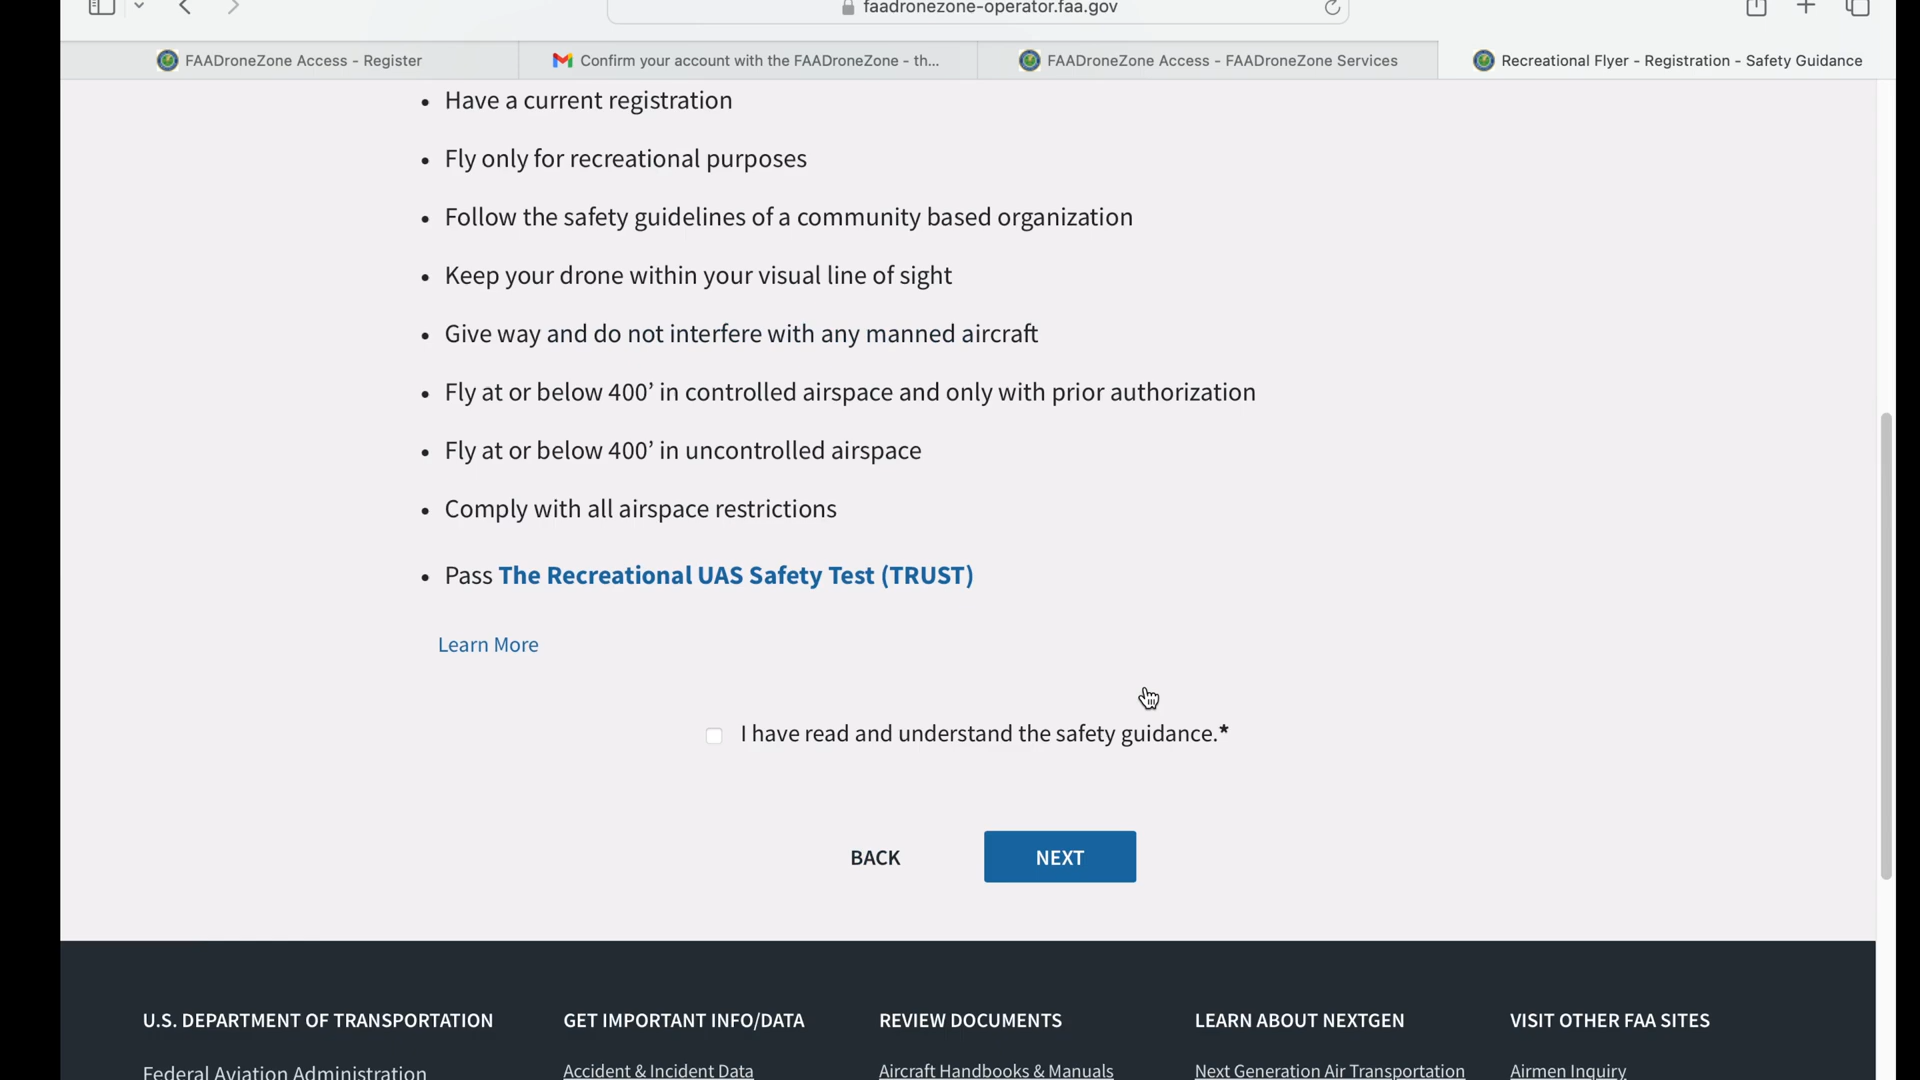 faadronezone-operator.faa.gov
FAADroneZone Access - Register
Confirm your account with the FAADroneZone - th...
FAADroneZone Access - FAADroneZone Services
Recreational Flyer - Registration - Safety Guidance
• Have a current registration
• Fly only for recreational purposes
• Follow the safety guidelines of a community based organization
• Keep your drone within your visual line of sight
• Give way and do not interfere with any manned aircraft
• Fly at or below 400’ in controlled airspace and only with prior authorization
• Fly at or below 400’ in uncontrolled airspace
• Comply with all airspace restrictions
• Pass The Recreational UAS Safety Test (TRUST)
Learn More
I have read and understand the safety guidance.*
BACK
NEXT
U.S. DEPARTMENT OF TRANSPORTATION
GET IMPORTANT INFO/DATA
REVIEW DOCUMENTS
LEARN ABOUT NEXTGEN
VISIT OTHER FAA SITES
Federal Aviation Administration
Accident & Incident Data
Aircraft Handbooks & Manuals
Next Generation Air Transportation
Airmen Inquiry